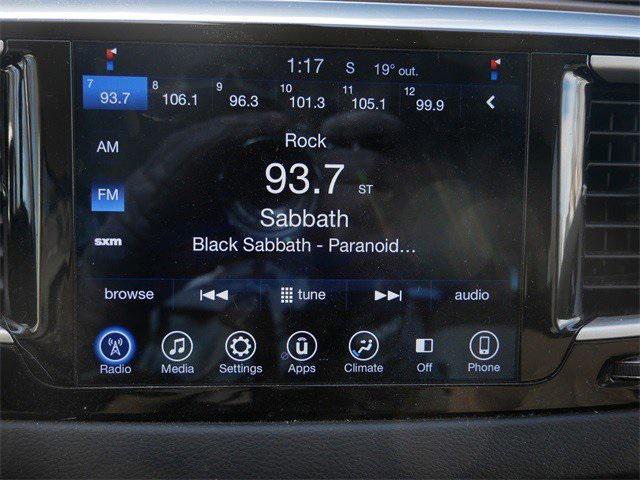 1:17 S 19° out.
7 93.7 8 106.1 9 96.3 10 101.3 11 105.1 12 99.9
AM
FM
sxm
Rock
93.7 ST
Sabbath
Black Sabbath - Paranoid…
browse tune audio
Radio Media Settings Apps Climate Off Phone